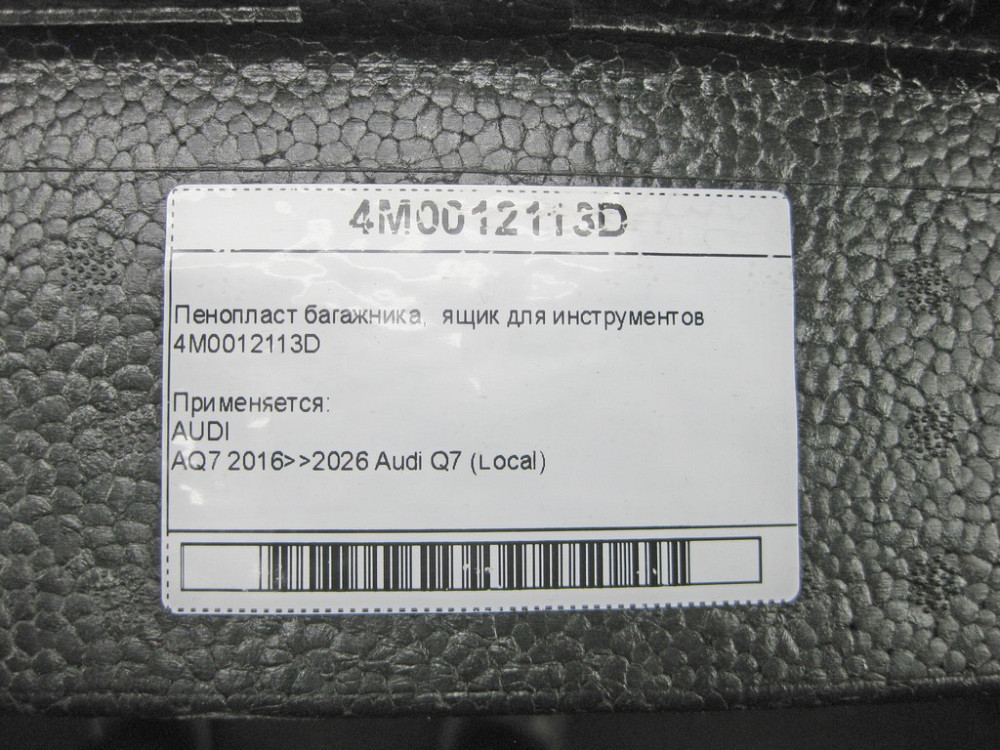 4M0012113D
Пенопласт багажника, ящик для инструментов
4M0012113D
Применяется:
AUDI
AQ7 2016>>2026 Audi Q7 (Local)